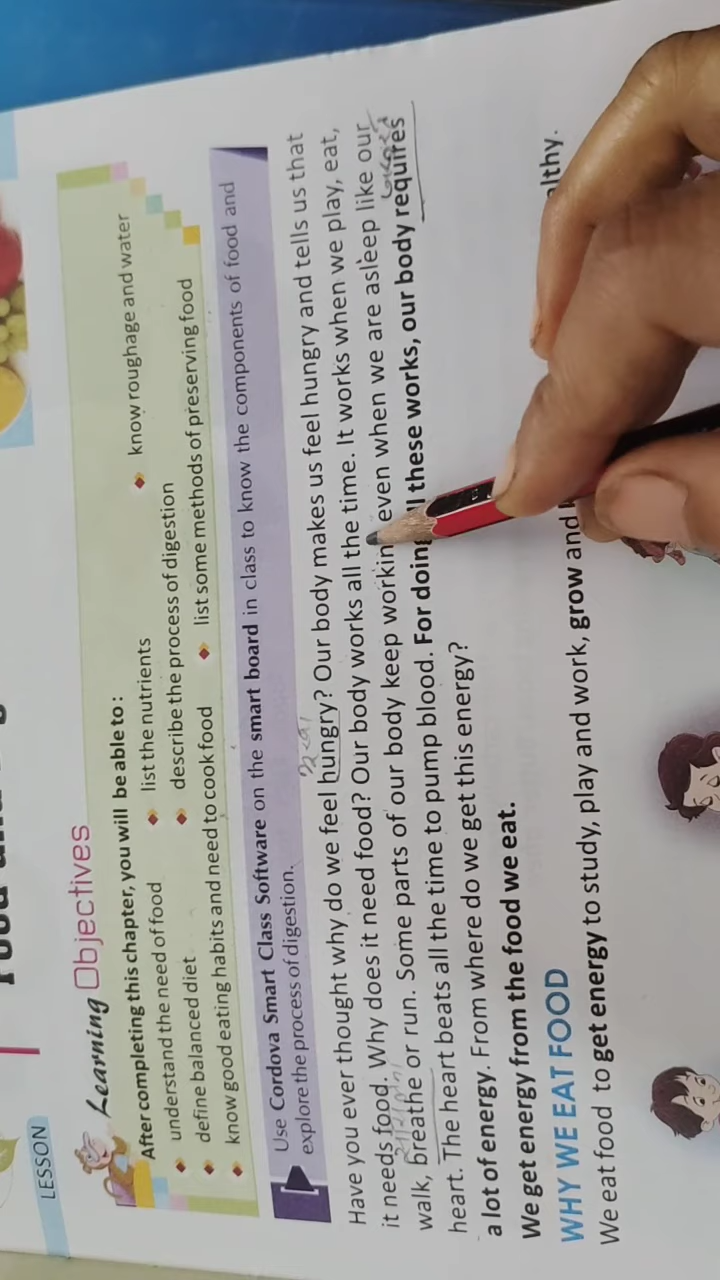 LESSON
Learning Objectives
After completing this chapter, you will be able to :
understand the need of food
list the nutrients
know roughage and water
define balanced diet
describe the process of digestion
know good eating habits and need to cook food
list some methods of preserving food
Use Cordova Smart Class Software on the smart board in class to know the components of food and
explore the process of digestion.
Have you ever thought why do we feel hungry? Our body makes us feel hungry and tells us that
it needs food. Why does it need food? Our body works all the time. It works when we play, eat,
walk, breathe or run. Some parts of our body keep workin even when we are asleep like our
heart. The heart beats all the time to pump blood. For doing these works, our body requires
a lot of energy. From where do we get this energy?
We get energy from the food we eat.
WHY WE EAT FOOD
We eat food to get energy to study, play and work, grow and althy.